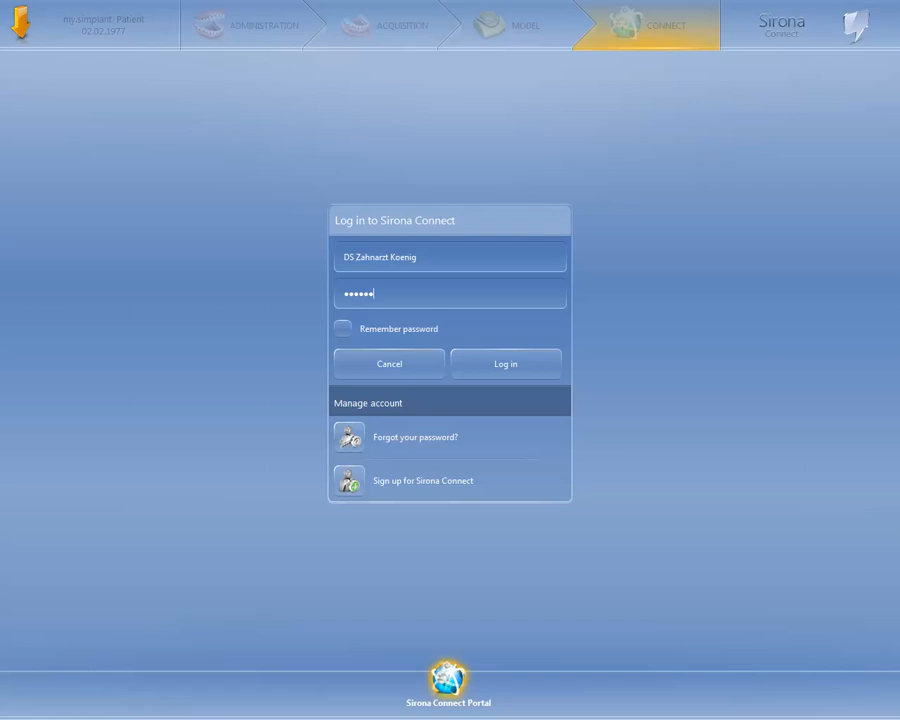 my.simplant, Patient
02.02.1977
ADMINISTRATION
ACQUISITION
MODEL
CONNECT
Sirona
Connect
Log in to Sirona Connect
DS Zahnarzt Koenig
••••••
Remember password
Cancel
Log in
Manage account
Forgot your password?
Sign up for Sirona Connect
Sirona Connect Portal